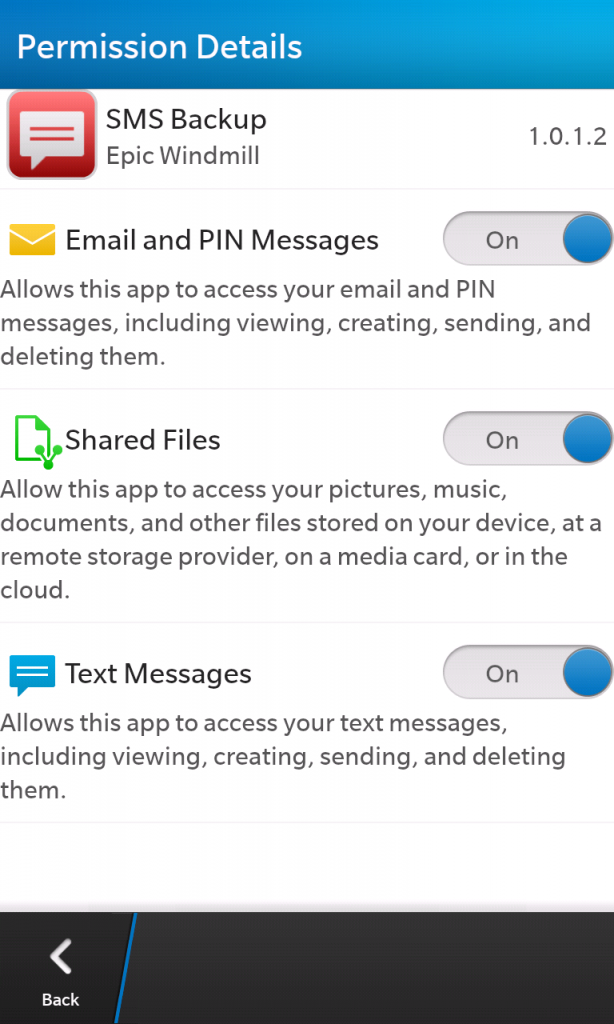 Permission Details
SMS Backup
Epic Windmill
1.0.1.2
Email and PIN Messages
On
Allows this app to access your email and PIN
messages, including viewing, creating, sending, and
deleting them.
Shared Files
On
Allow this app to access your pictures, music,
documents, and other files stored on your device, at a
remote storage provider, on a media card, or in the
cloud.
Text Messages
On
Allows this app to access your text messages,
including viewing, creating, sending, and deleting
them.
Back